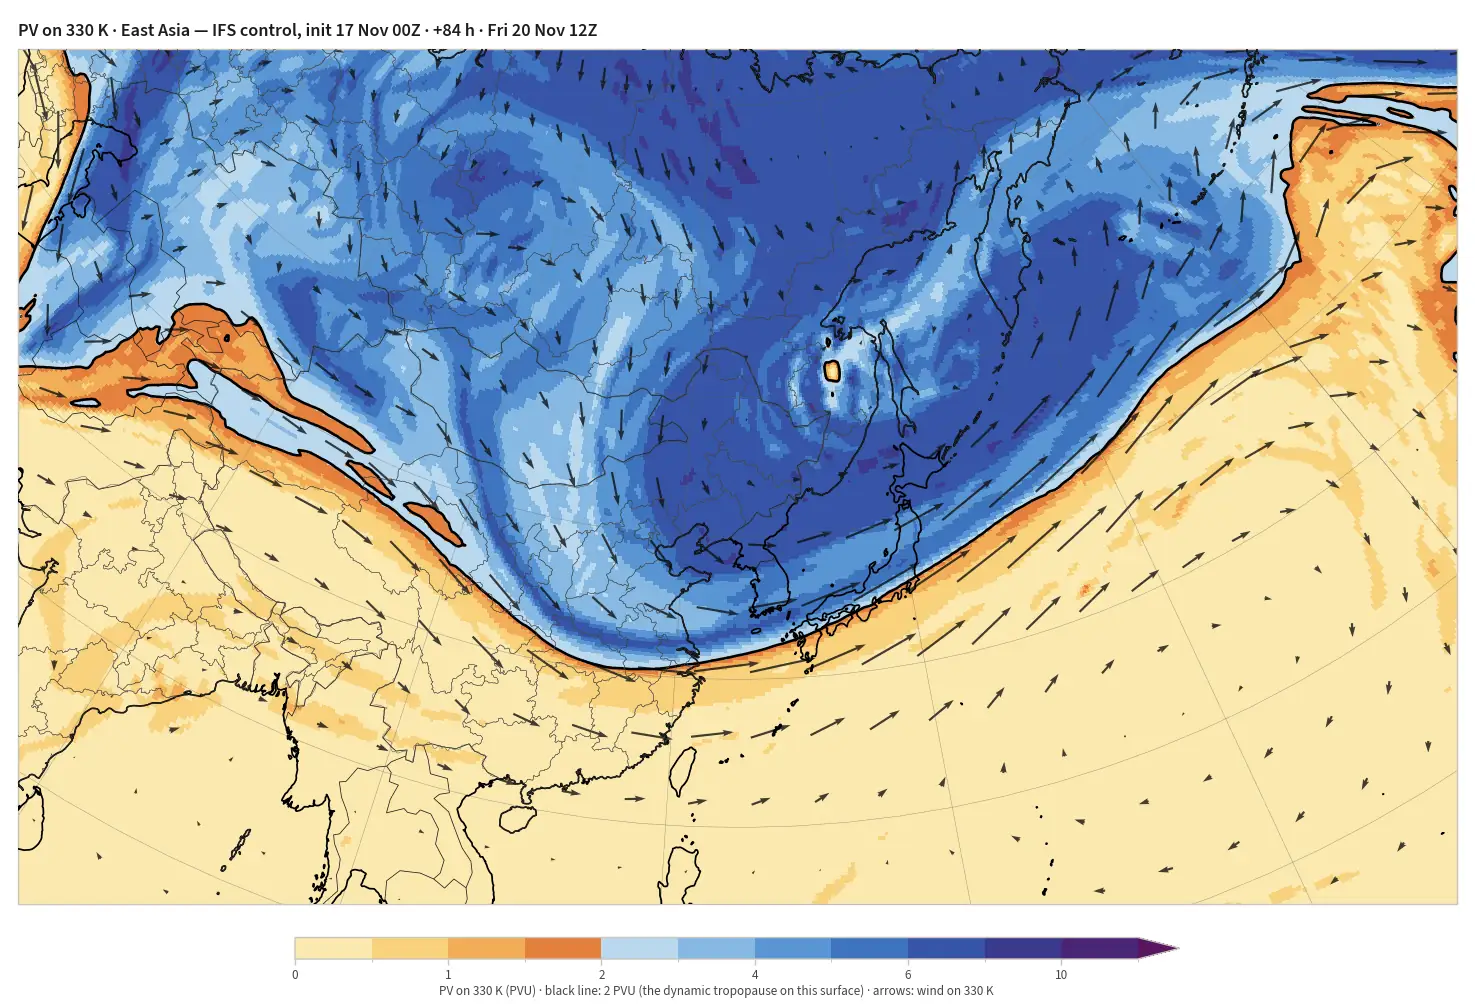 PV on 330 K · East Asia — IFS control, init 17 Nov 00Z · +84 h · Fri 20 Nov 12Z
0 1 2 4 6 10
PV on 330 K (PVU) · black line: 2 PVU (the dynamic tropopause on this surface) · arrows: wind on 330 K